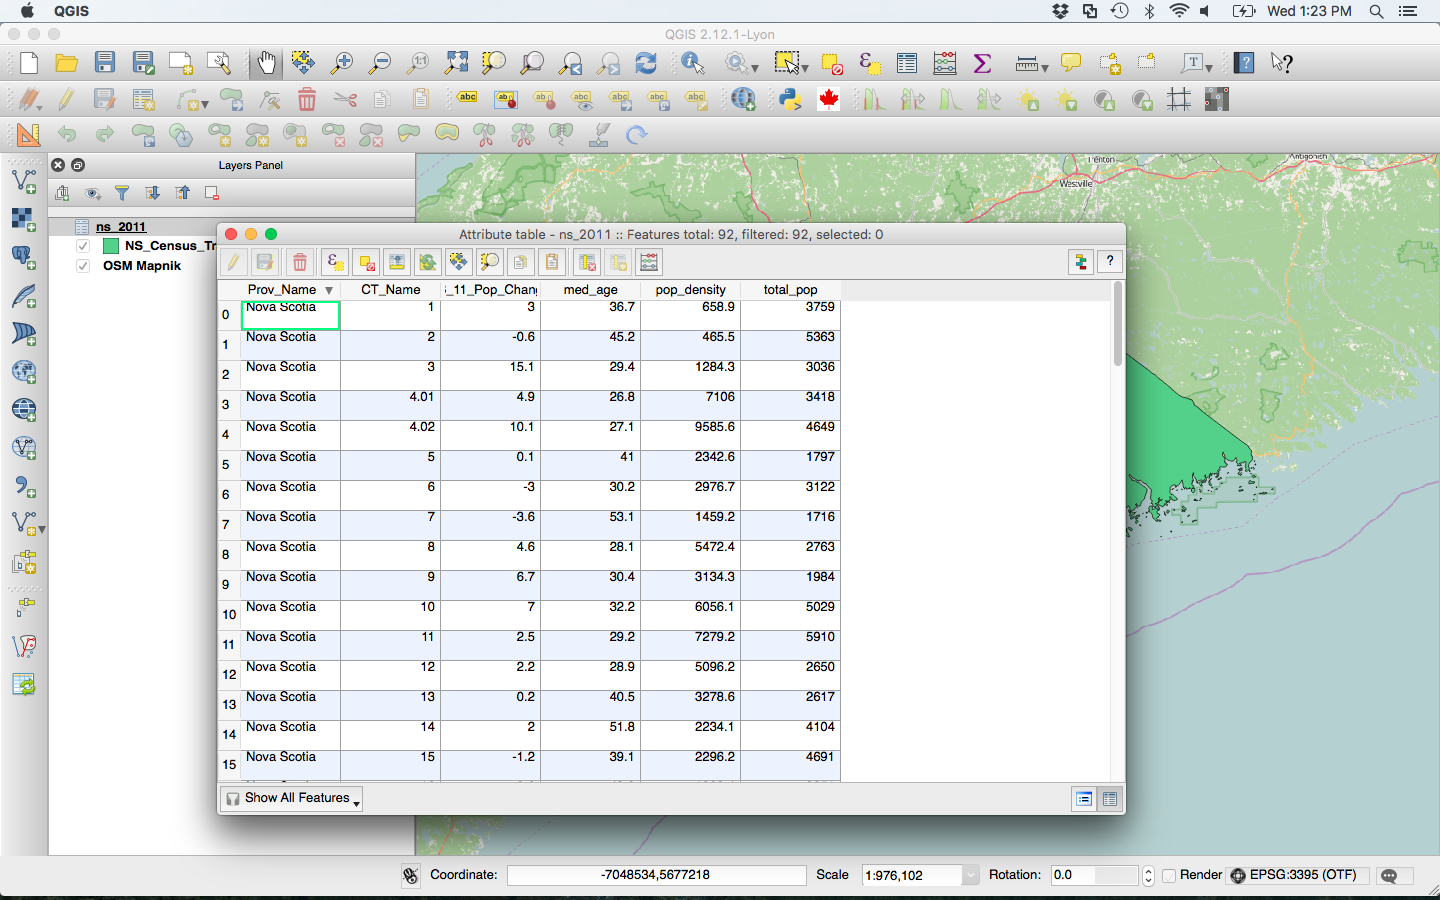 QGIS
Wed 1:23 PM
QGIS 2.12.1-Lyon
Layers Panel
ns_2011
NS_Census_Tr
OSM Mapnik
Trenton
Westville
Antigonish
Attribute table - ns_2011 :: Features total: 92, filtered: 92, selected: 0
Prov_Name CT_Name _11_Pop_Chang med_age pop_density total_pop
0 Nova Scotia 1 3 36.7 658.9 3759
1 Nova Scotia 2 -0.6 45.2 465.5 5363
2 Nova Scotia 3 15.1 29.4 1284.3 3036
3 Nova Scotia 4.01 4.9 26.8 7106 3418
4 Nova Scotia 4.02 10.1 27.1 9585.6 4649
5 Nova Scotia 5 0.1 41 2342.6 1797
6 Nova Scotia 6 -3 30.2 2976.7 3122
7 Nova Scotia 7 -3.6 53.1 1459.2 1716
8 Nova Scotia 8 4.6 28.1 5472.4 2763
9 Nova Scotia 9 6.7 30.4 3134.3 1984
10 Nova Scotia 10 7 32.2 6056.1 5029
11 Nova Scotia 11 2.5 29.2 7279.2 5910
12 Nova Scotia 12 2.2 28.9 5096.2 2650
13 Nova Scotia 13 0.2 40.5 3278.6 2617
14 Nova Scotia 14 2 51.8 2234.1 4104
15 Nova Scotia 15 -1.2 39.1 2296.2 4691
Show All Features
Coordinate: -7048534,5677218 Scale 1:976,102 Rotation: 0.0 Render EPSG:3395 (OTF)